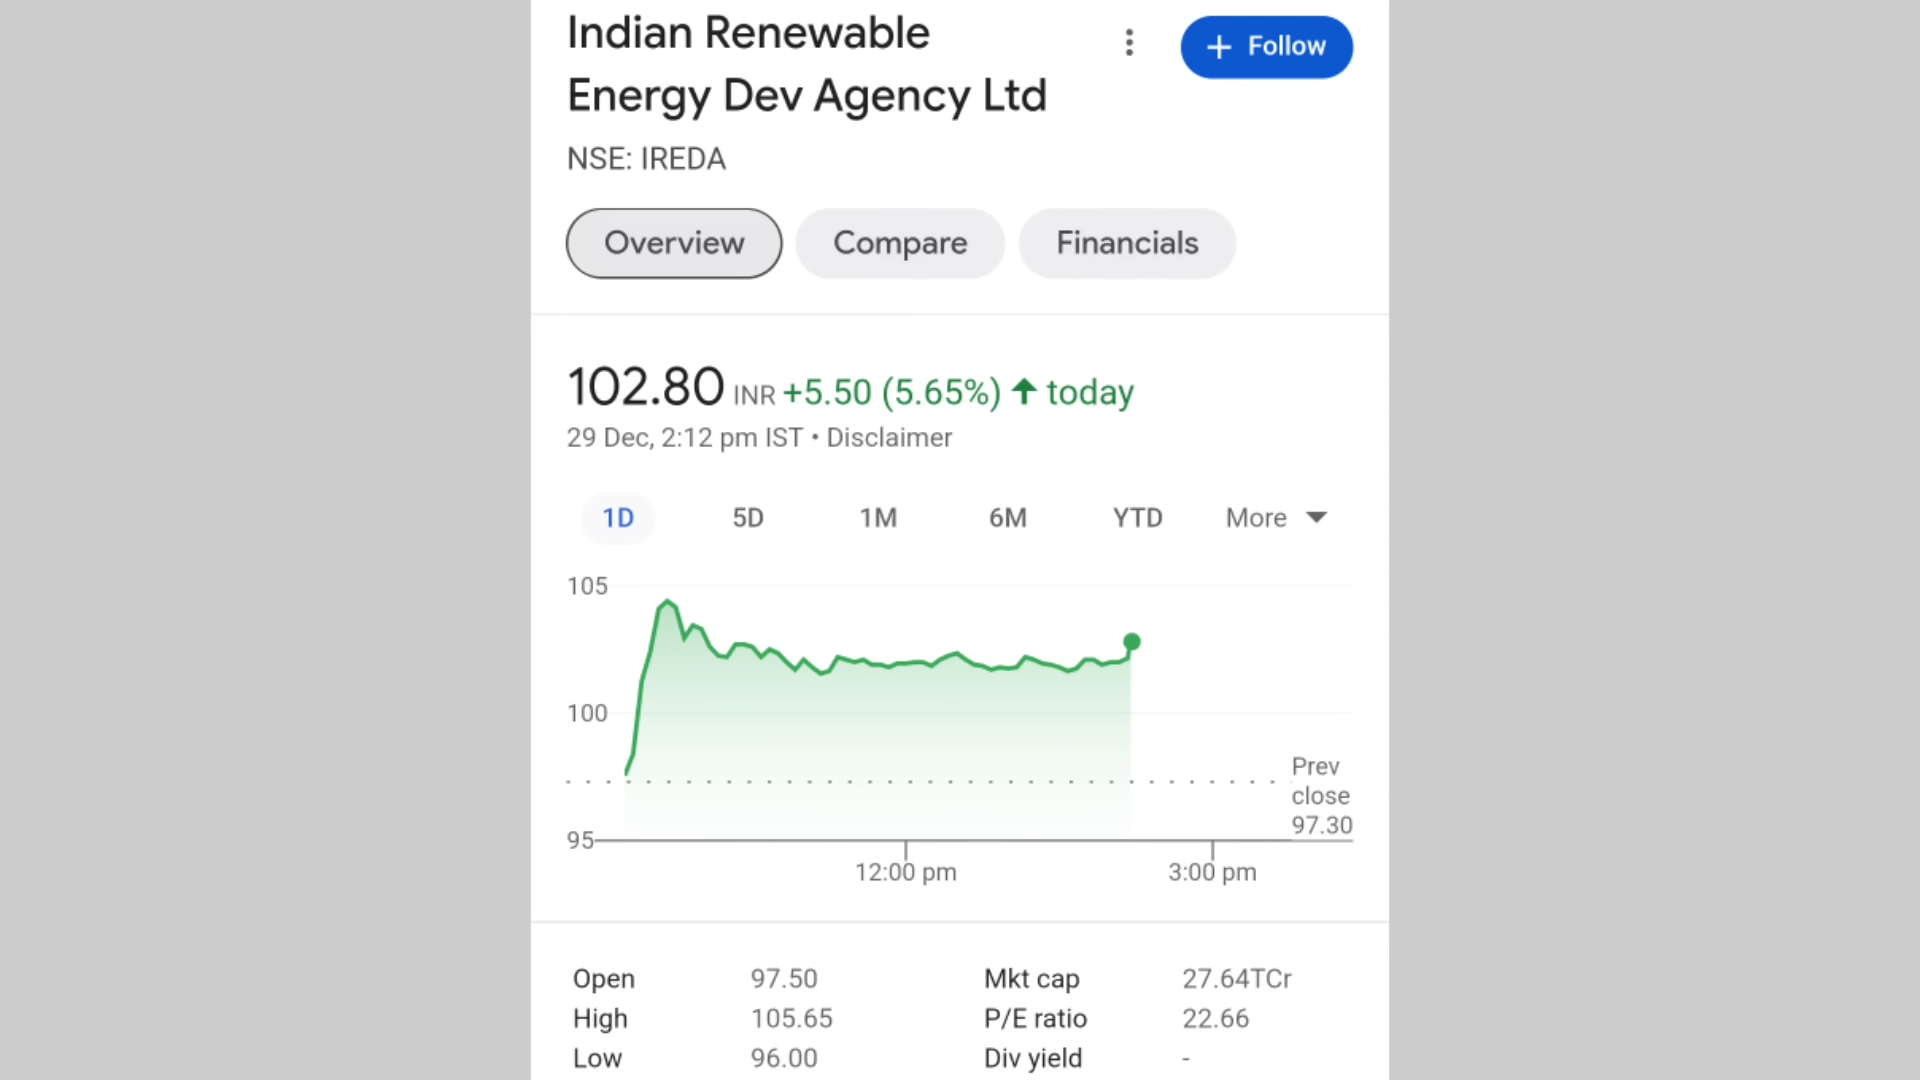 Indian Renewable
Energy Dev Agency Ltd
+ Follow
NSE: IREDA
Overview Compare Financials
102.80 INR +5.50 (5.65%) ↑ today
29 Dec, 2:12 pm IST • Disclaimer
1D 5D 1M 6M YTD More
105
100
Prev
close
97.30
95
12:00 pm 3:00 pm
Open 97.50 Mkt cap 27.64TCr
High 105.65 P/E ratio 22.66
Low 96.00 Div yield -